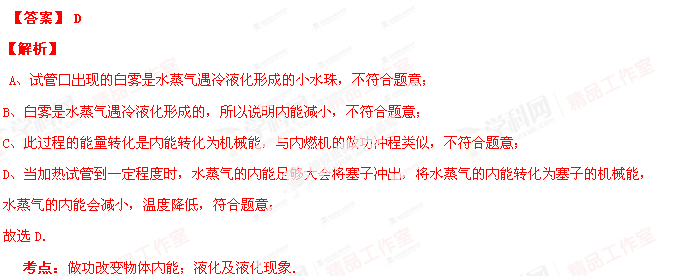 【答案】 D
【解析】
A、试管口出现的白雾是水蒸气遇冷液化形成的小水珠，不符合题意；
B、白雾是水蒸气遇冷液化形成的，所以说明内能减小，不符合题意；
C、此过程的能量转化是内能转化为机械能，与内燃机的做功冲程类似，不符合题意；
D、当加热试管到一定程度时，水蒸气的内能足够大会将塞子冲出，将水蒸气的内能转化为塞子的机械能，
水蒸气的内能会减小，温度降低，符合题意；
故选 D．
考点：做功改变物体内能；液化及液化现象．